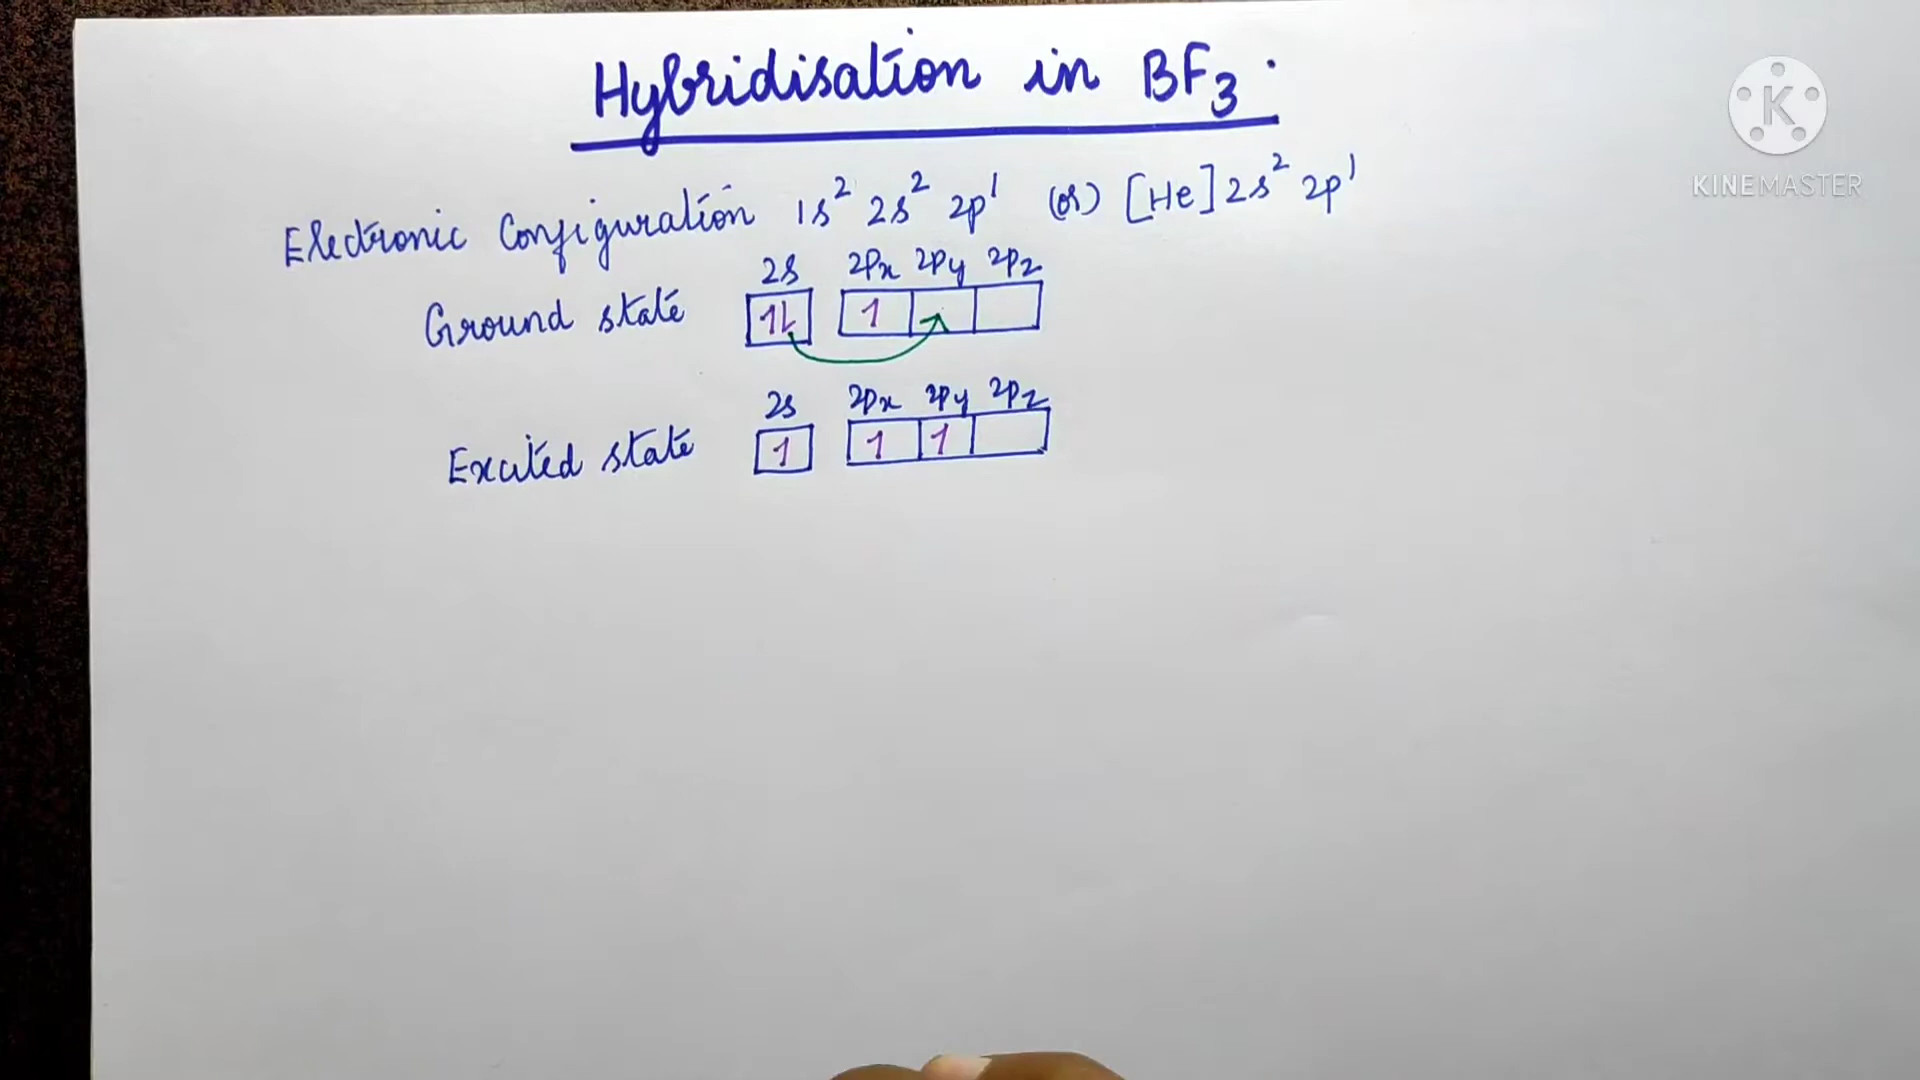 Hybridisation in BF₃.
KINEMASTER
Electronic Configuration 1s² 2s² 2p¹ (or) [He] 2s² 2p¹
2s 2Px 2Py 2Pz
Ground state 1⇂ 1
2s 2Px 2Py 2Pz
Excited state 1 1 1